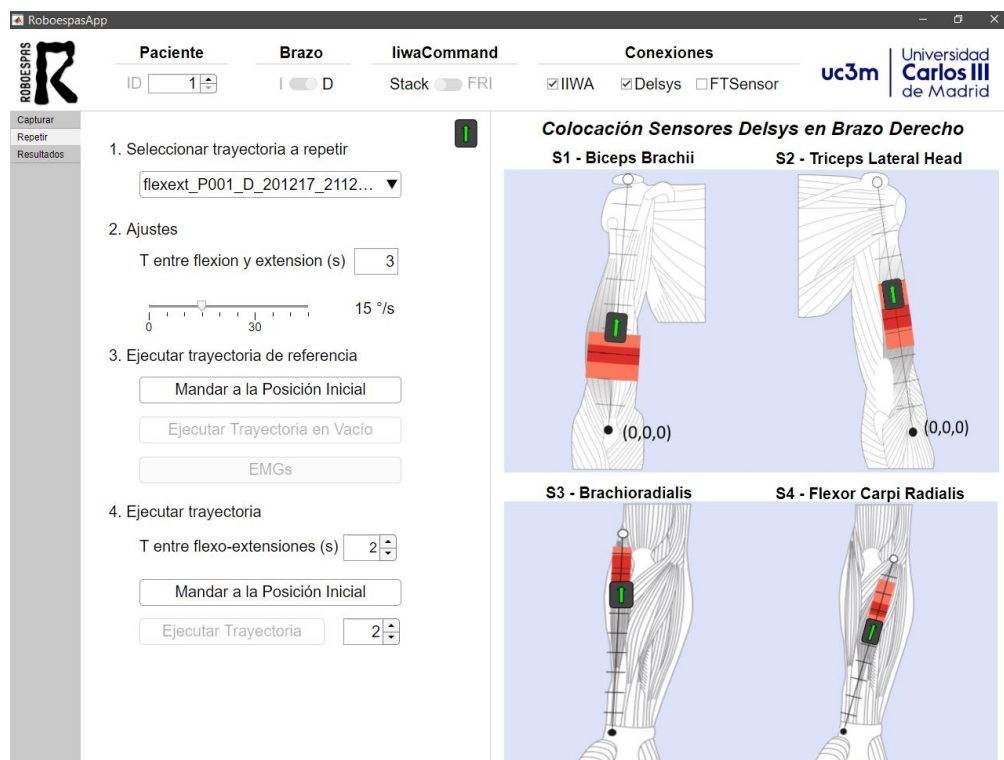 RoboespasApp
ROBOESPAS
R
Paciente
Brazo
IiwaCommand
Conexiones
ID 1
I D
Stack FRI
IIWA Delsys FTSensor
uc3m
Universidad
Carlos III
de Madrid
Capturar
Repetir
Resultados
1. Seleccionar trayectoria a repetir
flexext_P001_D_201217_2112...
2. Ajustes
T entre flexion y extension (s) 3
0 30
15 °/s
3. Ejecutar trayectoria de referencia
Mandar a la Posición Inicial
Ejecutar Trayectoria en Vacío
EMGs
4. Ejecutar trayectoria
T entre flexo-extensiones (s) 2
Mandar a la Posición Inicial
Ejecutar Trayectoria 2
Colocación Sensores Delsys en Brazo Derecho
S1 - Biceps Brachii
(0,0,0)
S2 - Triceps Lateral Head
(0,0,0)
S3 - Brachioradialis
S4 - Flexor Carpi Radialis